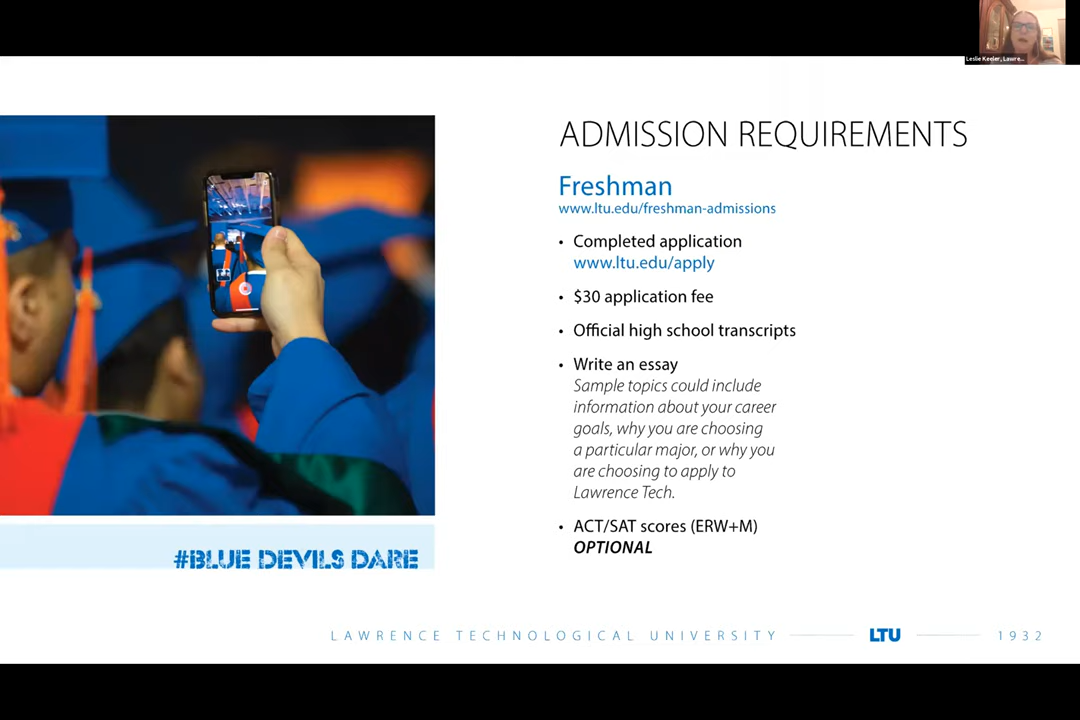 Leslie Keeler, Lawre...
ADMISSION REQUIREMENTS
Freshman
www.ltu.edu/freshman-admissions
• Completed application
www.ltu.edu/apply
• $30 application fee
• Official high school transcripts
• Write an essay
Sample topics could include
information about your career
goals, why you are choosing
a particular major, or why you
are choosing to apply to
Lawrence Tech.
• ACT/SAT scores (ERW+M)
OPTIONAL
#BLUE DEVILS DARE
LAWRENCE TECHNOLOGICAL UNIVERSITY LTU 1932